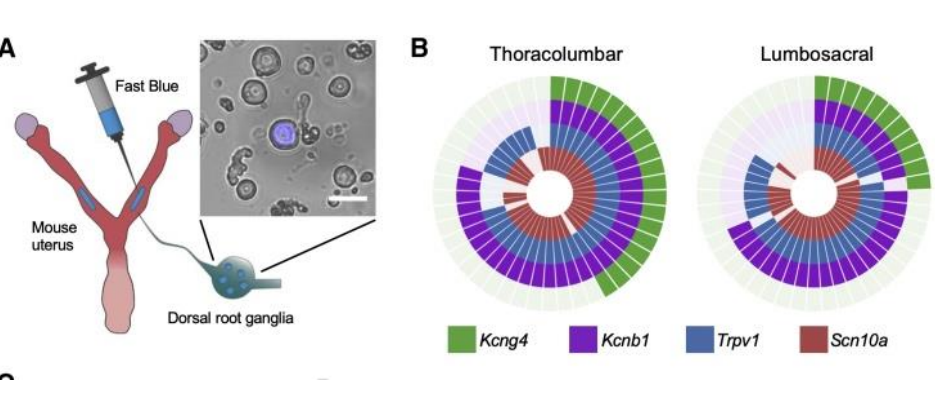 A
B
Thoracolumbar
Lumbosacral
Fast Blue
Mouse
uterus
Dorsal root ganglia
Kcng4
Kcnb1
Trpv1
Scn10a